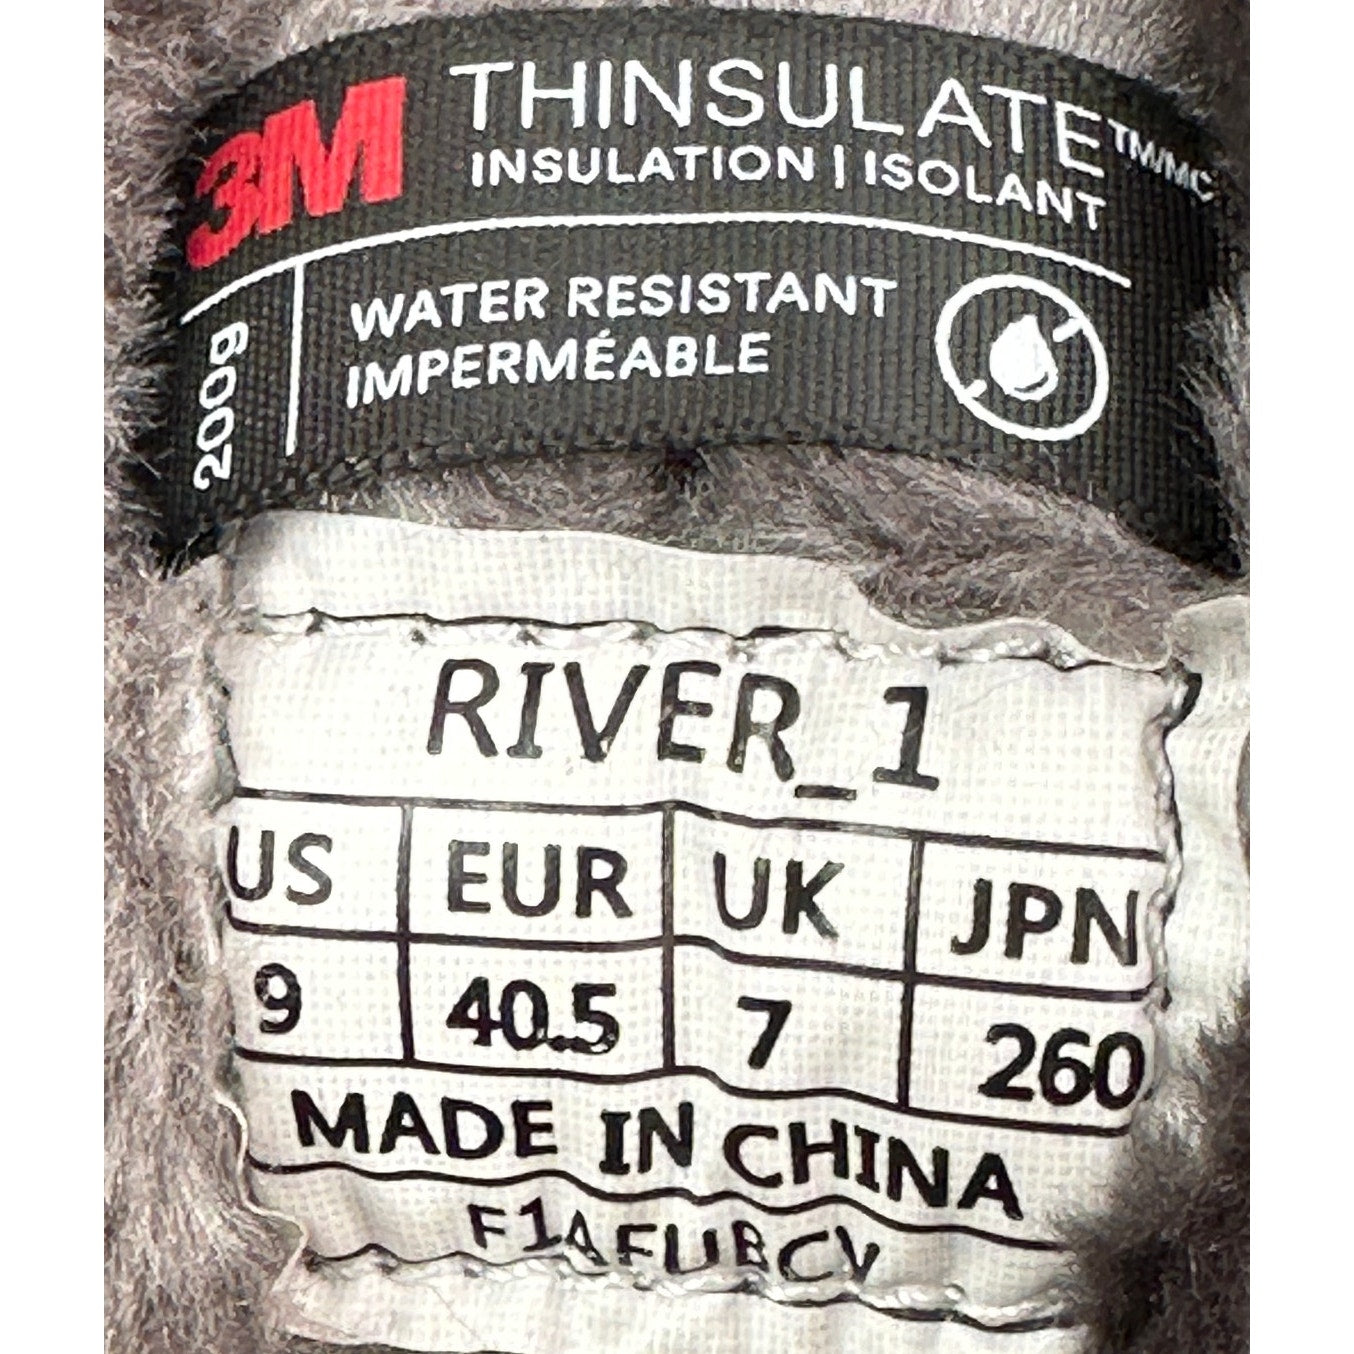 3M THINSULATE™/MC
INSULATION | ISOLANT
200g
WATER RESISTANT
IMPERMÉABLE
RIVER_1
US EUR UK JPN
9 40.5 7 260
MADE IN CHINA
F1AFUBCV